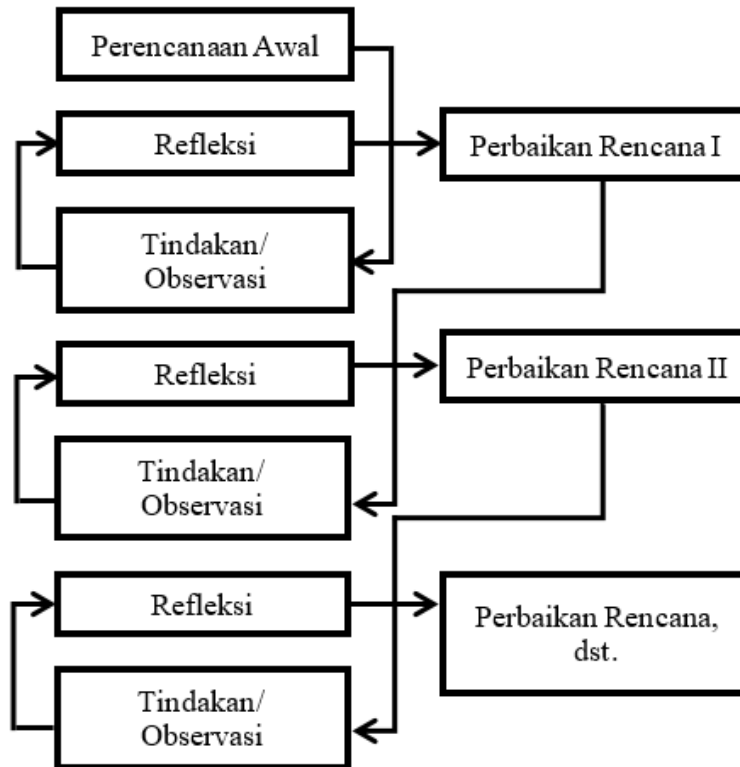 Perencanaan Awal
Refleksi
Perbaikan Rencana I
Tindakan/
Observasi
Refleksi
Perbaikan Rencana II
Tindakan/
Observasi
Refleksi
Perbaikan Rencana,
dst.
Tindakan/
Observasi